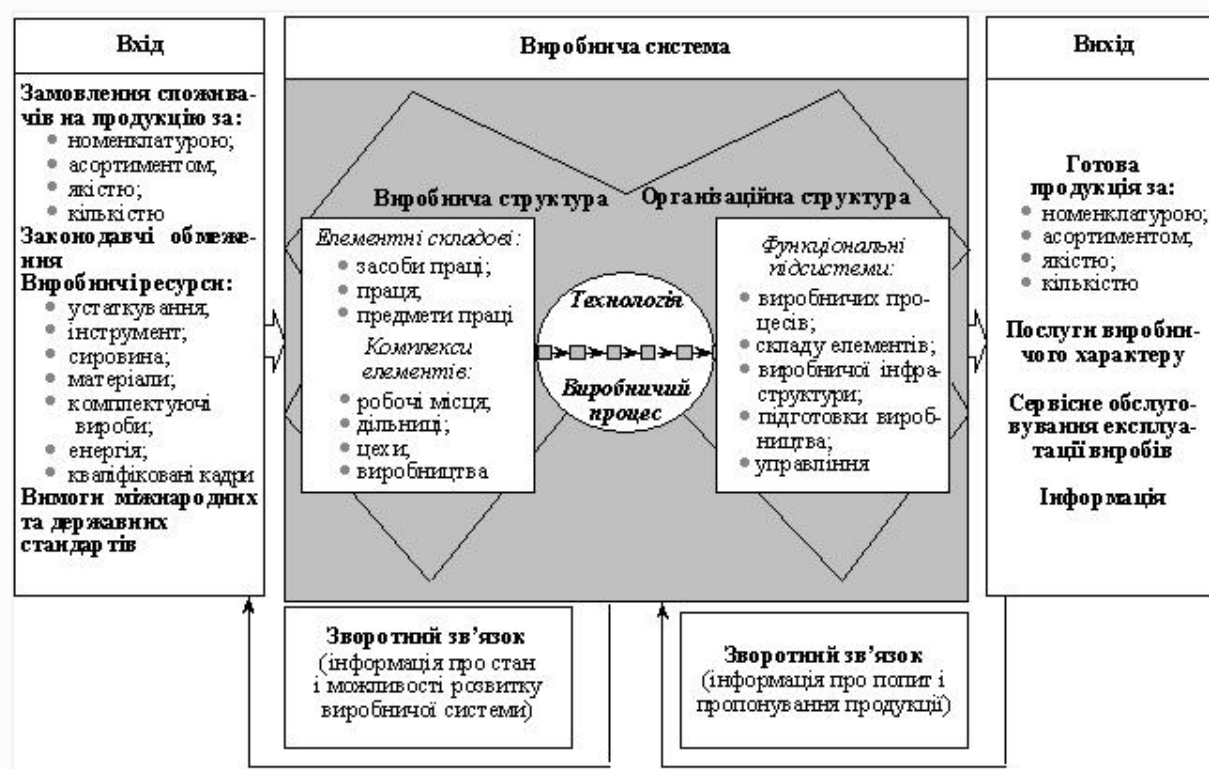 Вхід
Замовлення спожива-
чів на продукцію за:
номенклатурою;
асортиментом;
якістю;
кількістю
Законодавчі обмеже-
ння
Виробничі ресурси:
устаткування;
інструмент;
сировина;
матеріали;
комплектуючі
вироби;
енергія;
кваліфіковані кадри
Вимоги міжнародних
та державних
стандартів
Виробнича система
Виробнича структура
Елементні складові:
засоби праці;
праця;
предмети праці
Комплекси
елементів:
робочі місця;
дільниці;
цехи;
виробництва
Технологія
Виробничий
процес
Організаційна структура
Функціональні
підсистеми:
виробничих про-
цесів;
складу елементів;
виробничої інфра-
структури;
підготовки вироб-
ництва;
управління
Вихід
Готова
продукція за:
номенклатурою;
асортиментом;
якістю;
кількістю
Послуги виробни-
чого характеру
Сервісне обслуго-
вування експлуа-
тації виробів
Інформація
Зворотний зв’язок
(інформація про стан
і можливості розвитку
виробничої системи)
Зворотний зв’язок
(інформація про попит і
пропонування продукції)